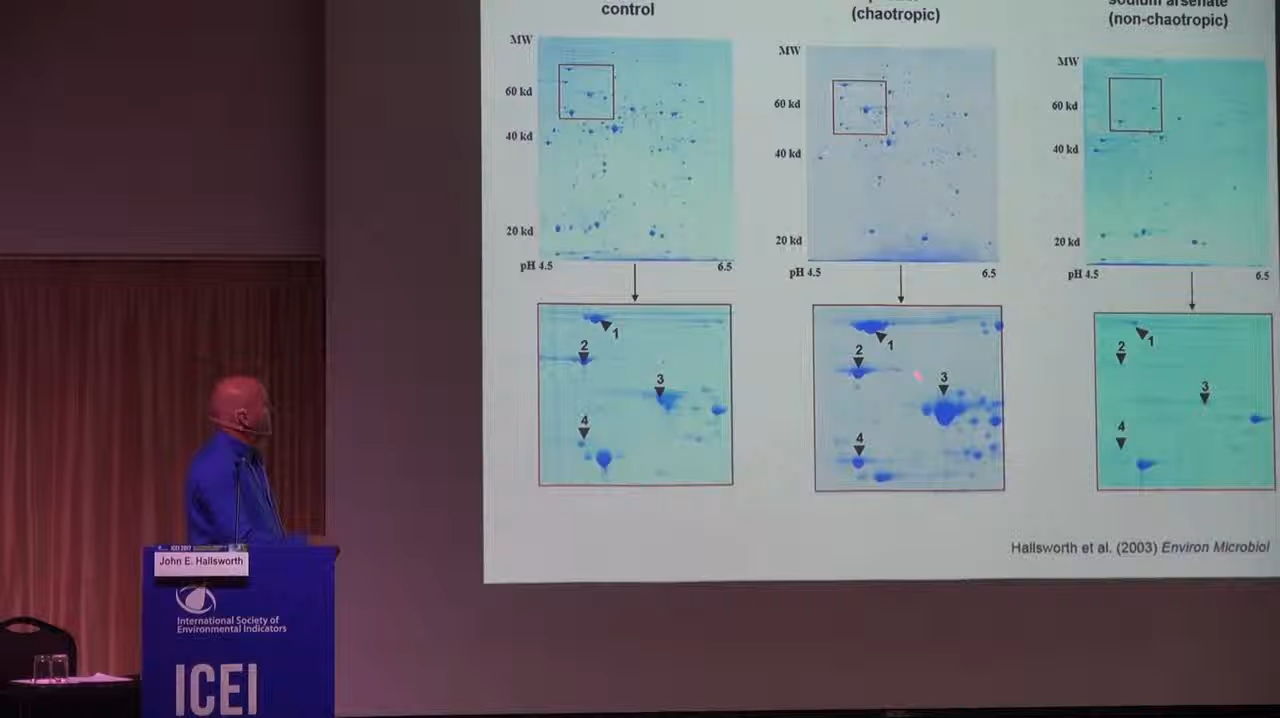 control
(chaotropic)
sodium arsenate
(non-chaotropic)
MW
60 kd
40 kd
20 kd
pH 4.5
6.5
MW
60 kd
40 kd
20 kd
pH 4.5
6.5
MW
60 kd
40 kd
20 kd
pH 4.5
6.5
1
2
3
4
1
2
3
4
1
2
3
4
Hallsworth et al. (2003) Environ Microbiol
ICEI 2017
John E. Hallsworth
International Society of
Environmental Indicators
ICEI